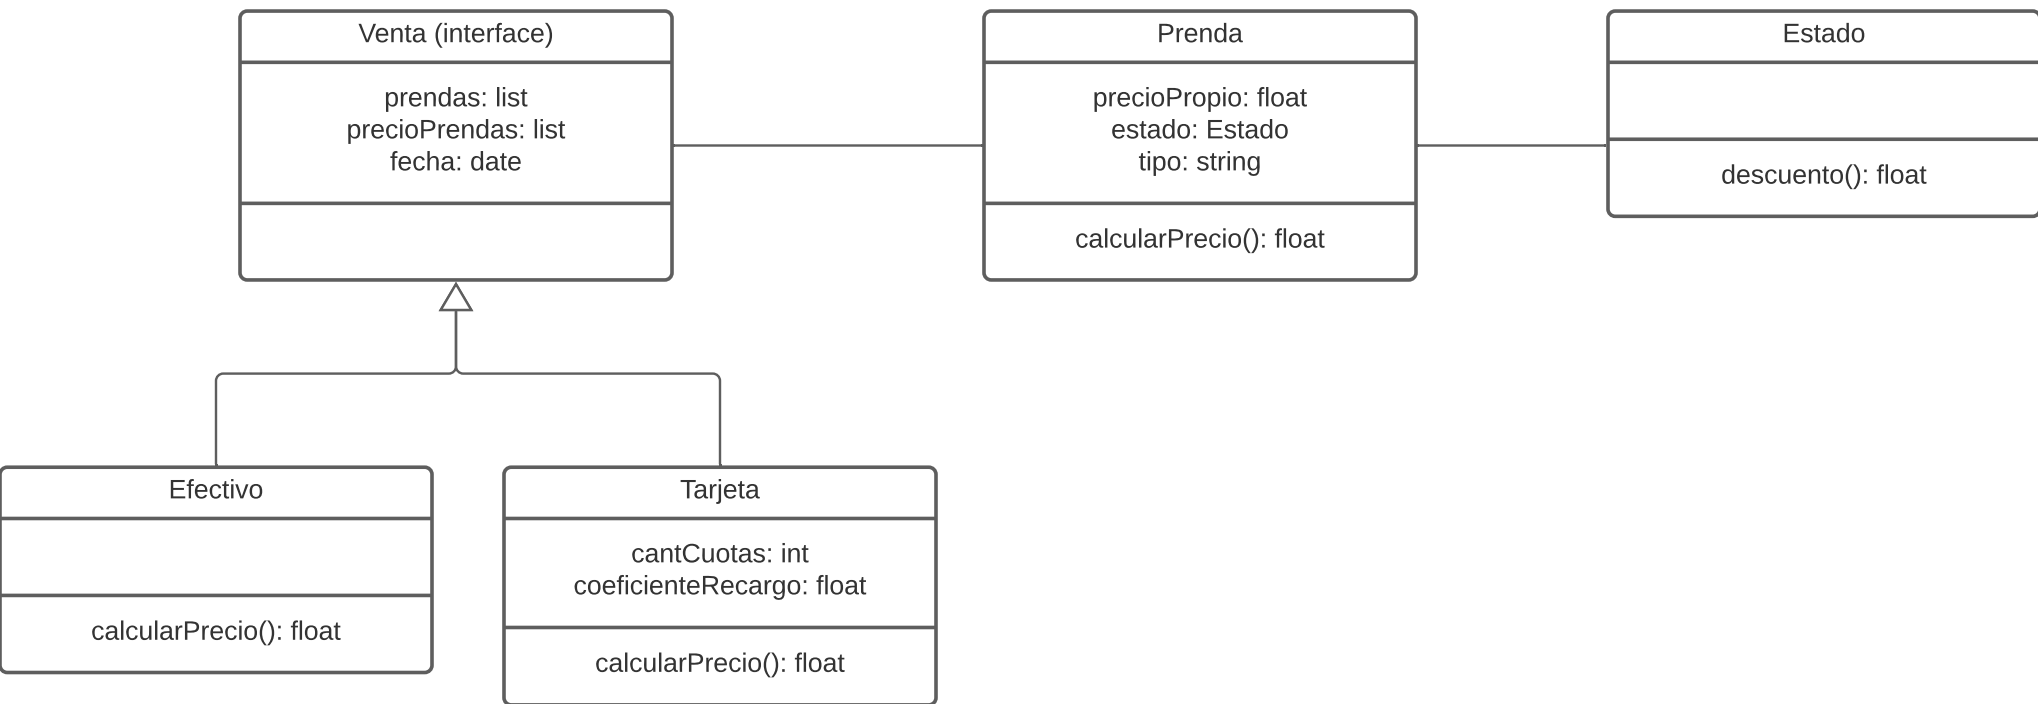 Venta (interface)
prendas: list
precioPrendas: list
fecha: date
Prenda
precioPropio: float
estado: Estado
tipo: string
calcularPrecio(): float
Estado
descuento(): float
Efectivo
calcularPrecio(): float
Tarjeta
cantCuotas: int
coeficienteRecargo: float
calcularPrecio(): float